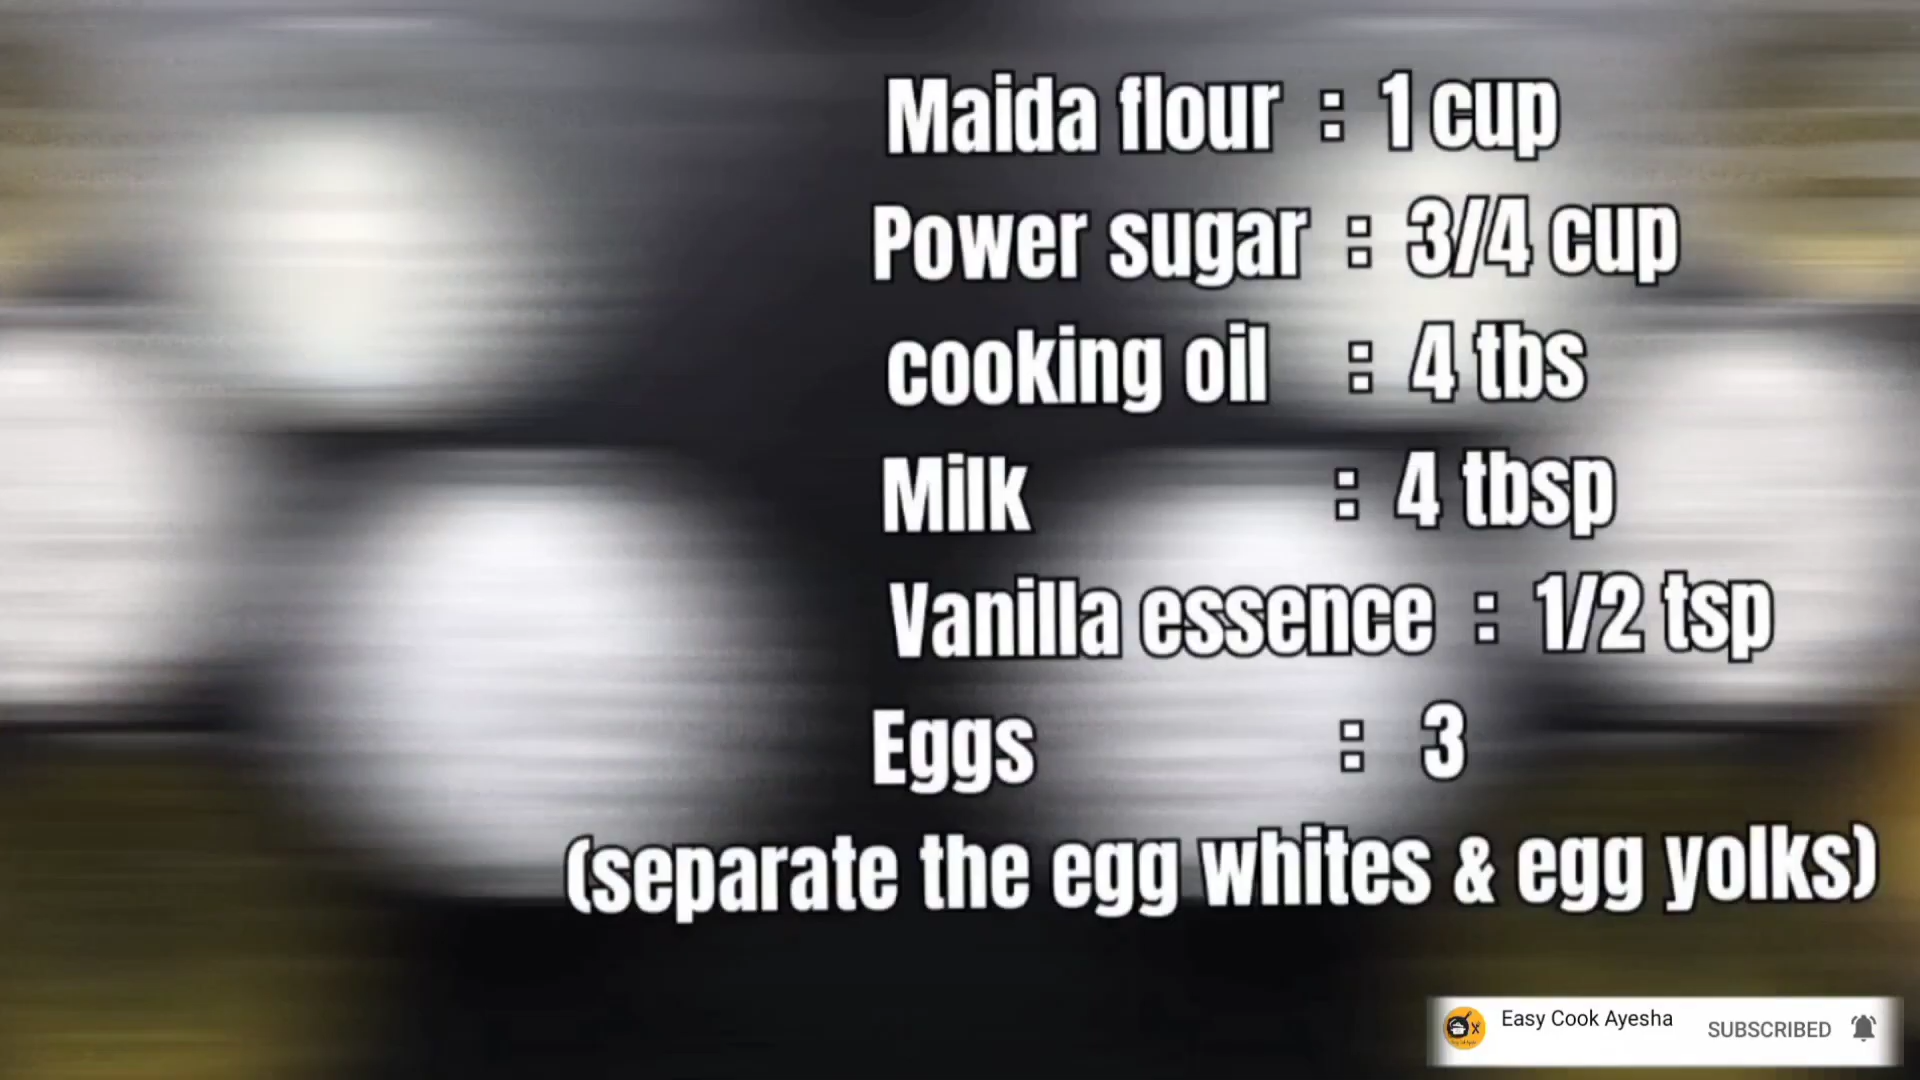 Maida flour : 1 cup
Power sugar : 3/4 cup
cooking oil : 4 tbs
Milk : 4 tbsp
Vanilla essence : 1/2 tsp
Eggs : 3
(separate the egg whites & egg yolks)
Easy Cook Ayesha SUBSCRIBED